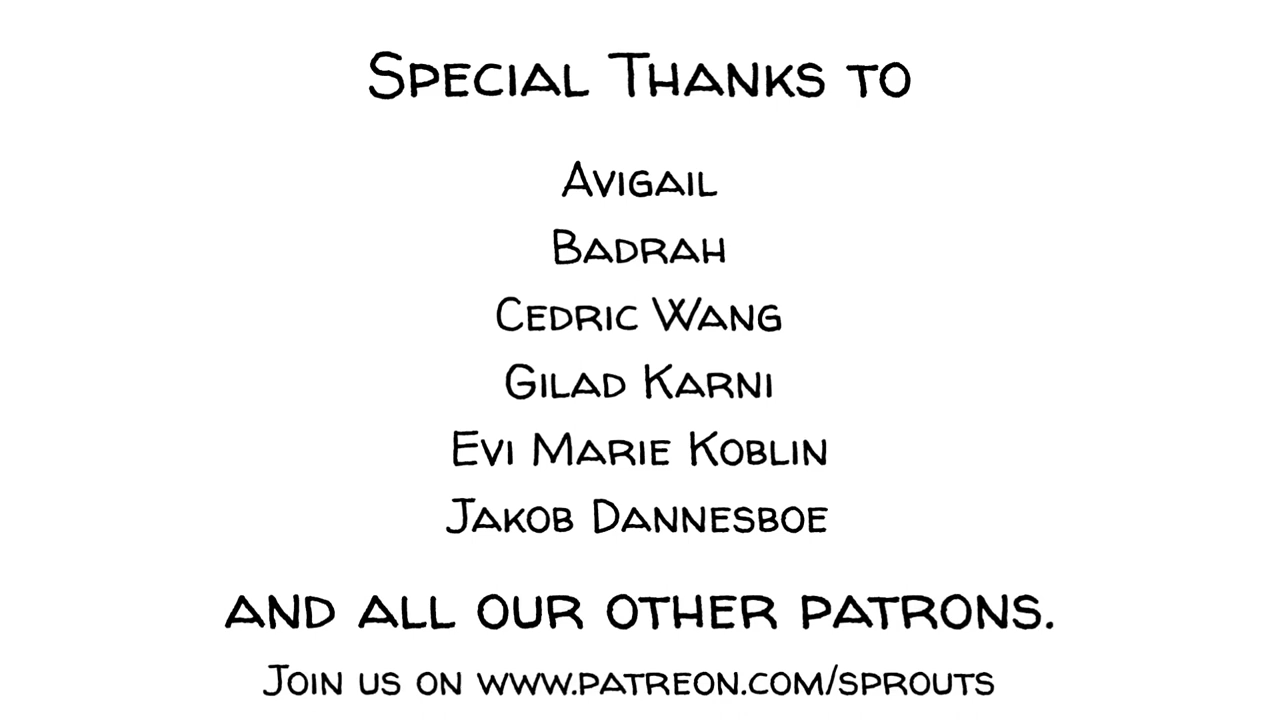 Special Thanks to
Avigail
Badrah
Cedric Wang
Gilad Karni
Evi Marie Koblin
Jakob Dannesboe
and all our other patrons.
Join us on www.patreon.com/sprouts